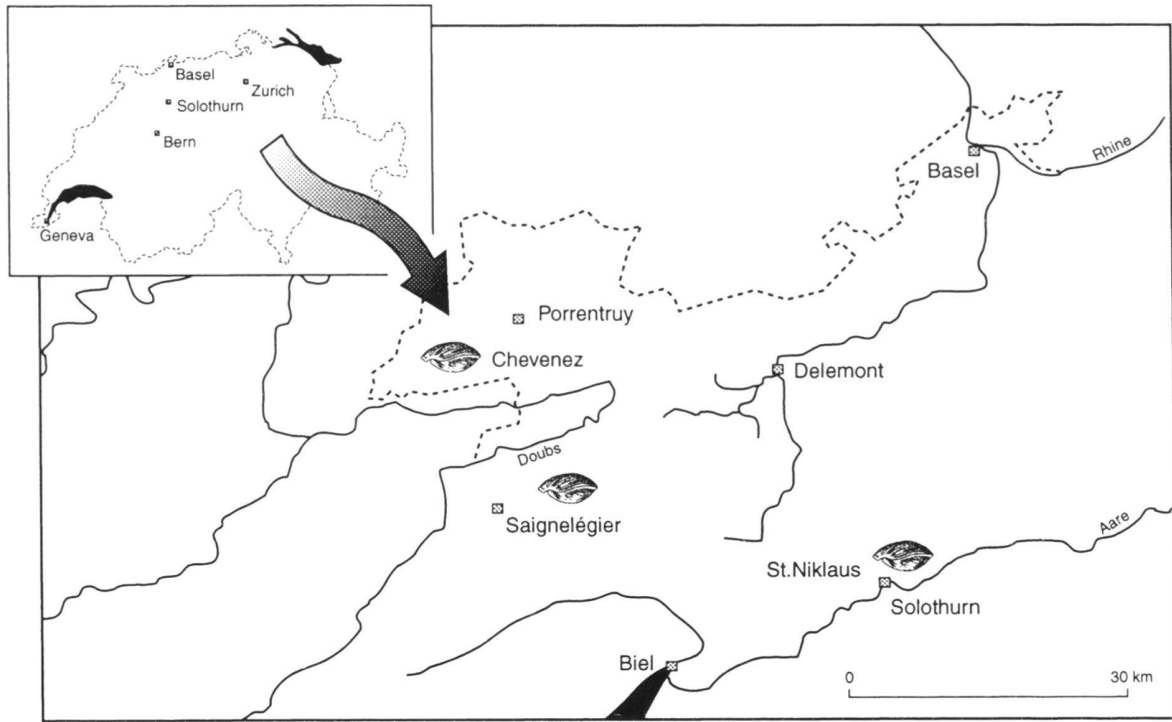 Basel
Zurich
Solothurn
Bern
Geneva
Basel
Rhine
Porrentruy
Chevenez
Delemont
Doubs
Saignelégier
Aare
St.Niklaus
Solothurn
Biel
0 30 km